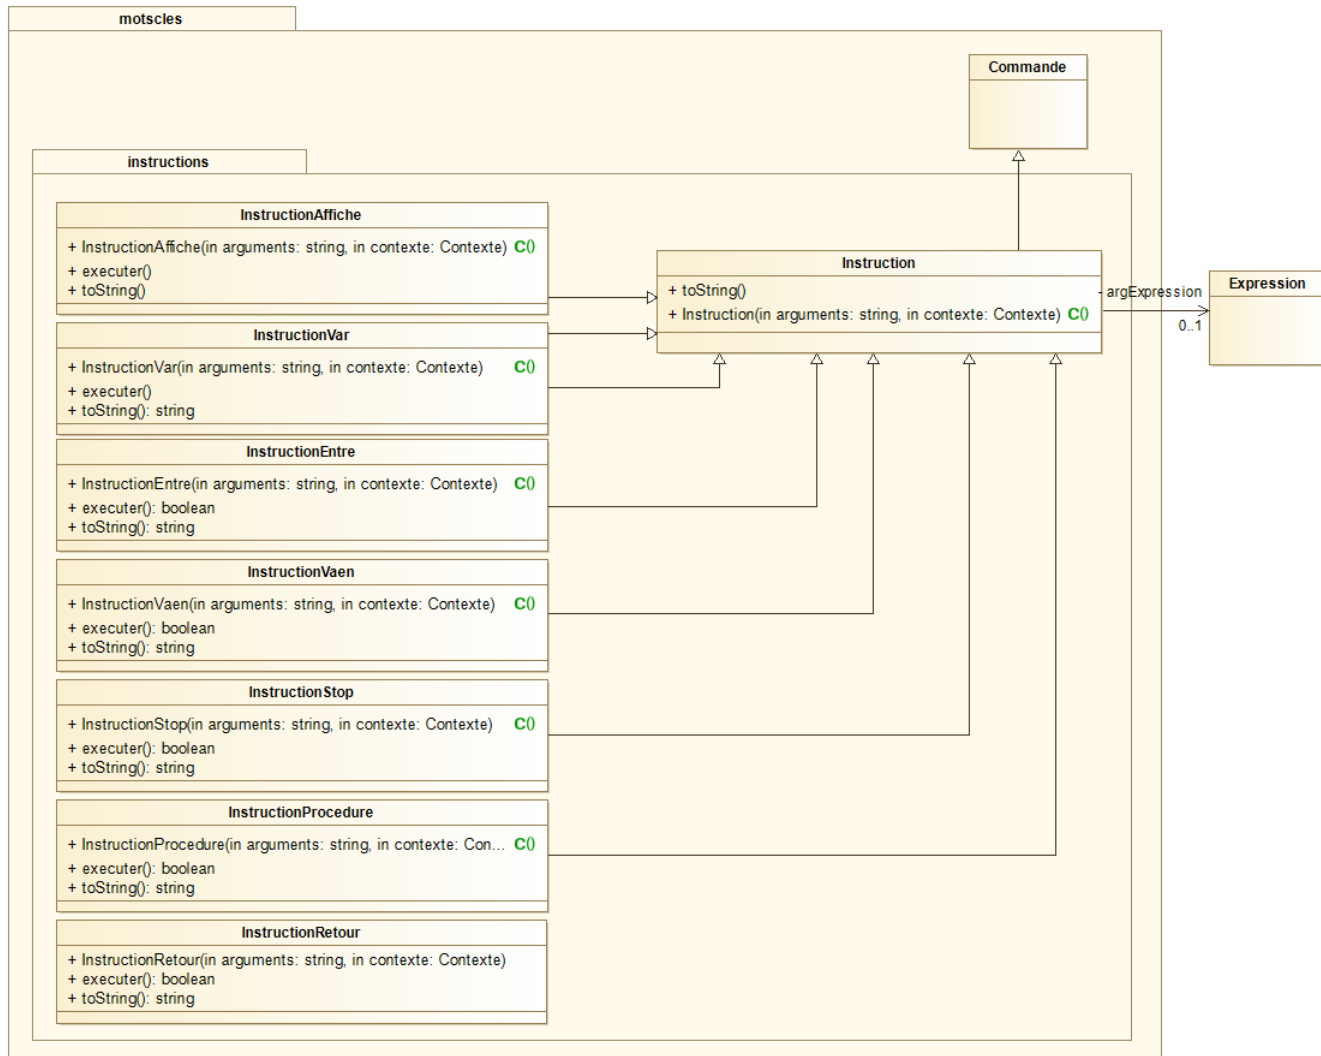 motscles
Commande
instructions
InstructionAffiche
+ InstructionAffiche(in arguments: string, in contexte: Contexte) C()
+ executer()
+ toString()
Instruction
+ toString()
+ Instruction(in arguments: string, in contexte: Contexte) C()
- argExpression
0..1
Expression
InstructionVar
+ InstructionVar(in arguments: string, in contexte: Contexte) C()
+ executer()
+ toString(): string
InstructionEntre
+ InstructionEntre(in arguments: string, in contexte: Contexte) C()
+ executer(): boolean
+ toString(): string
InstructionVaen
+ InstructionVaen(in arguments: string, in contexte: Contexte) C()
+ executer(): boolean
+ toString(): string
InstructionStop
+ InstructionStop(in arguments: string, in contexte: Contexte) C()
+ executer(): boolean
+ toString(): string
InstructionProcedure
+ InstructionProcedure(in arguments: string, in contexte: Con... C()
+ executer(): boolean
+ toString(): string
InstructionRetour
+ InstructionRetour(in arguments: string, in contexte: Contexte)
+ executer(): boolean
+ toString(): string